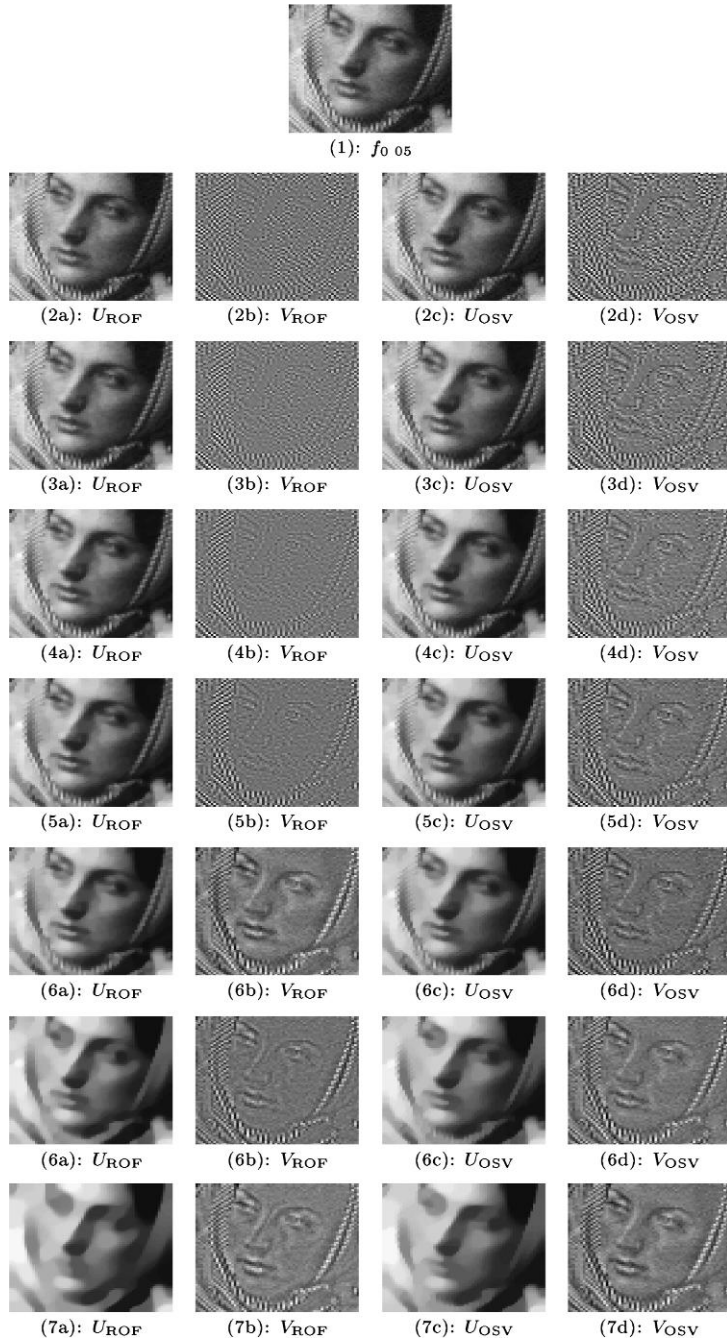 (1): f0 05
(2a): UROF (2b): VROF (2c): UOSV (2d): VOSV
(3a): UROF (3b): VROF (3c): UOSV (3d): VOSV
(4a): UROF (4b): VROF (4c): UOSV (4d): VOSV
(5a): UROF (5b): VROF (5c): UOSV (5d): VOSV
(6a): UROF (6b): VROF (6c): UOSV (6d): VOSV
(6a): UROF (6b): VROF (6c): UOSV (6d): VOSV
(7a): UROF (7b): VROF (7c): UOSV (7d): VOSV